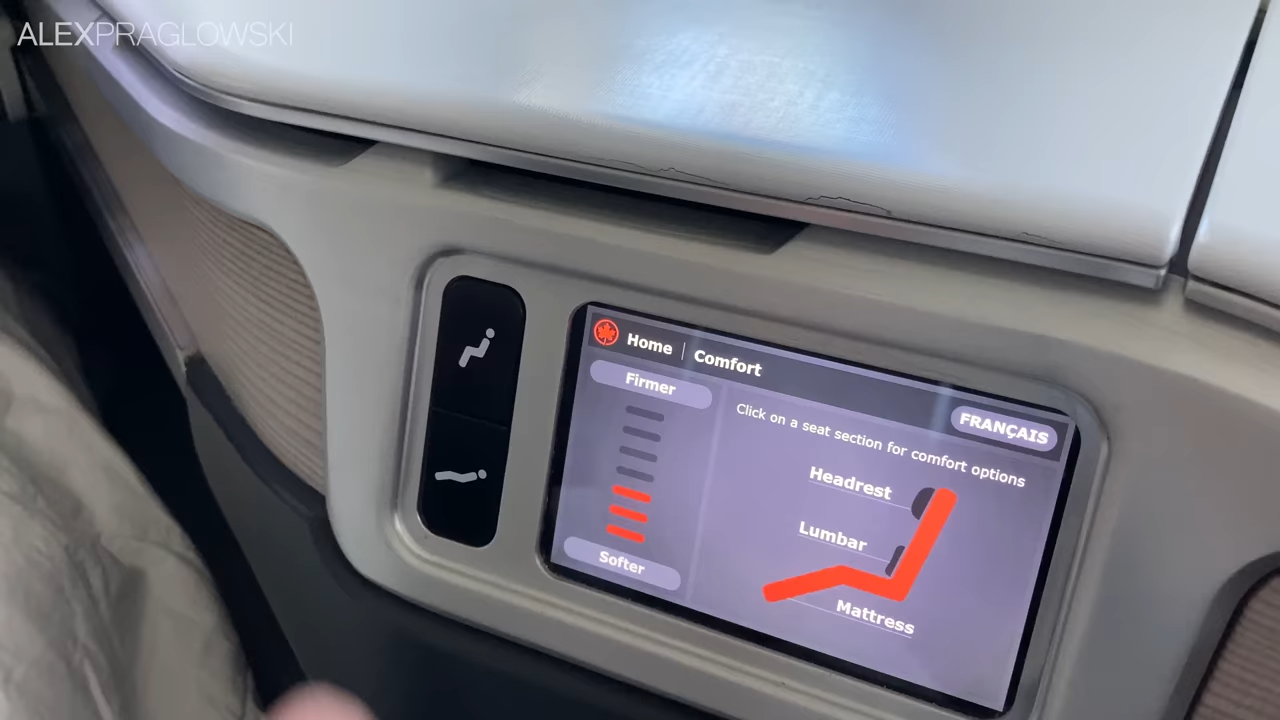 ALEXPRAGLOWSKI
Home | Comfort
FRANÇAIS
Firmer
Softer
Click on a seat section for comfort options
Headrest
Lumbar
Mattress